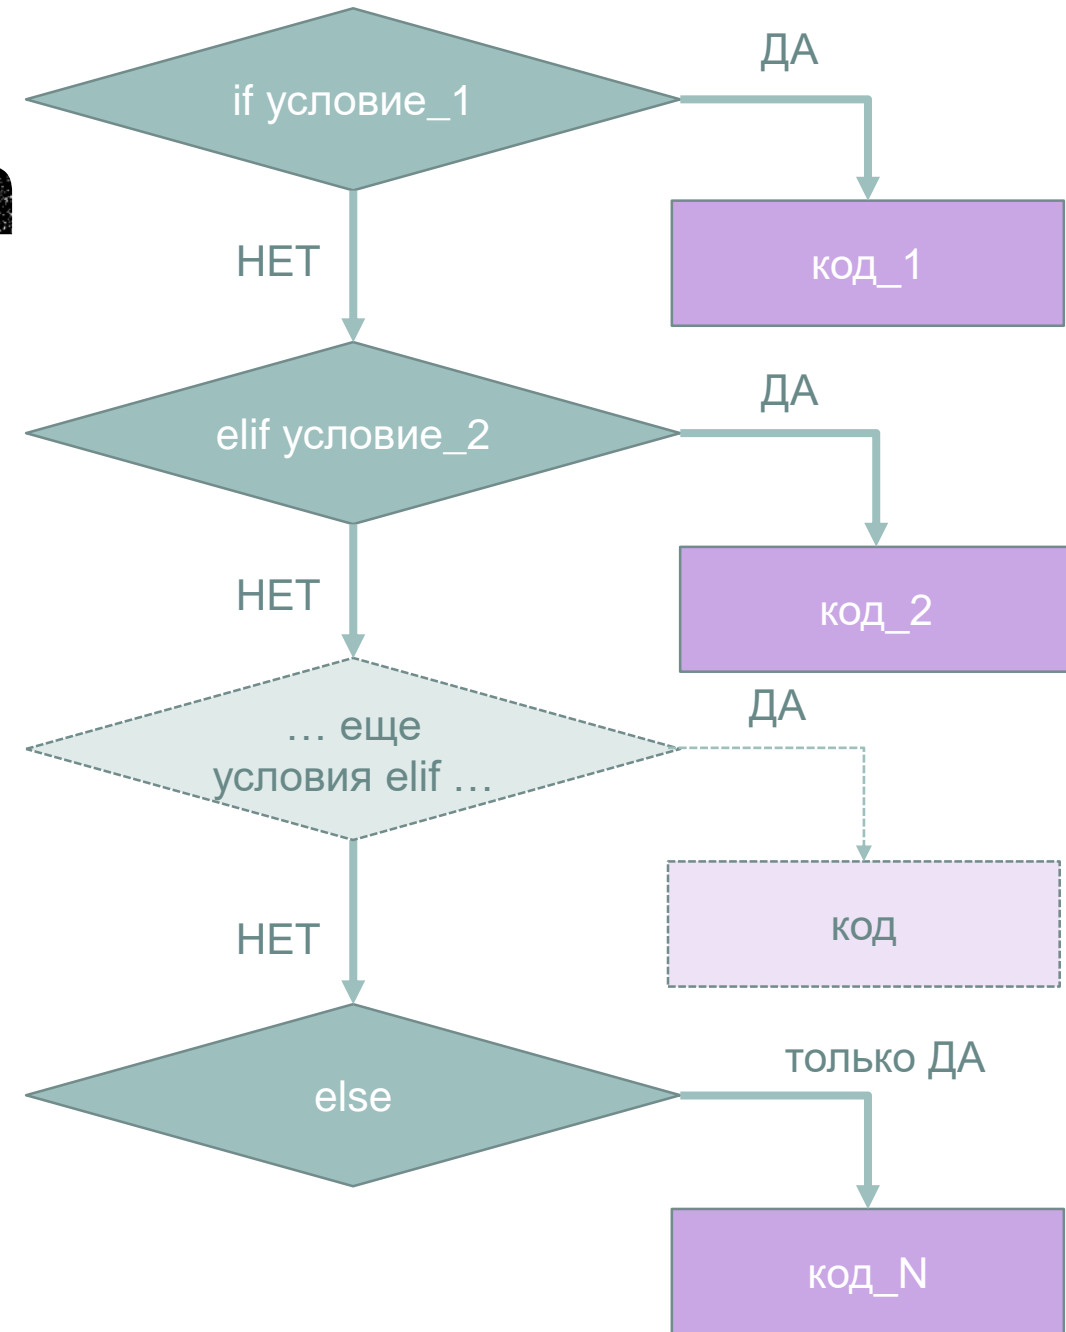 ДА
if условие_1
код_1
НЕТ
ДА
elif условие_2
НЕТ
код_2
ДА
… еще
условия elif …
код
НЕТ
только ДА
else
код_N